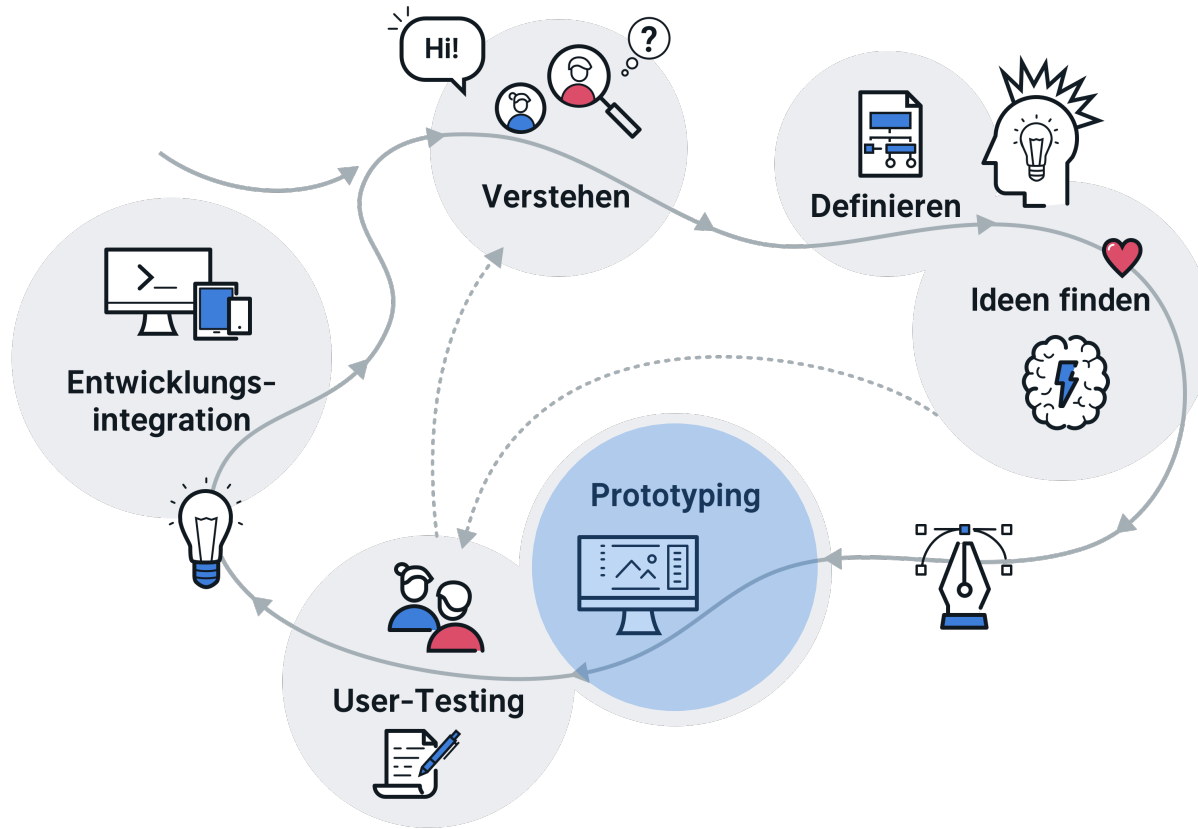 Hi!
?
Verstehen
Definieren
Ideen finden
Entwicklungs-
integration
Prototyping
User-Testing